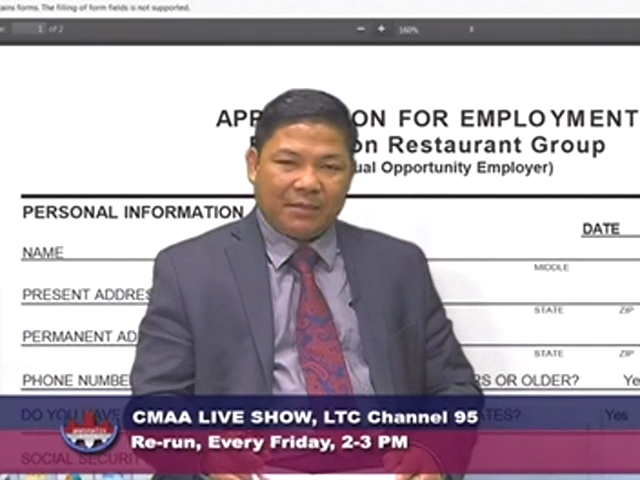 ains forms. The filling of form fields is not supported.
1 of 2
160%
APP ION FOR EMPLOYMENT
on Restaurant Group
ual Opportunity Employer)
PERSONAL INFORMATION
DATE
NAME
MIDDLE
PRESENT ADDRES
STATE ZIP
PERMANENT AD
STATE ZIP
PHONE NUMBE RS OR OLDER? Ye
DO YOU HAVE ATES? Yes
SOCIAL SECURIT
CMAA LIVE SHOW, LTC Channel 95
Re-run, Every Friday, 2-3 PM